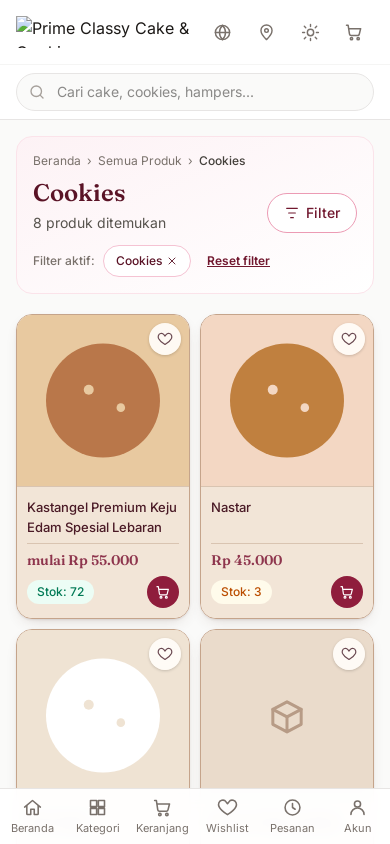 Prime Classy Cake &
Cari cake, cookies, hampers...
Beranda › Semua Produk › Cookies
Cookies
8 produk ditemukan
Filter
Filter aktif: Cookies × Reset filter
Kastangel Premium Keju
Edam Spesial Lebaran
mulai Rp 55.000
Stok: 72
Nastar
Rp 45.000
Stok: 3
Beranda Kategori Keranjang Wishlist Pesanan Akun